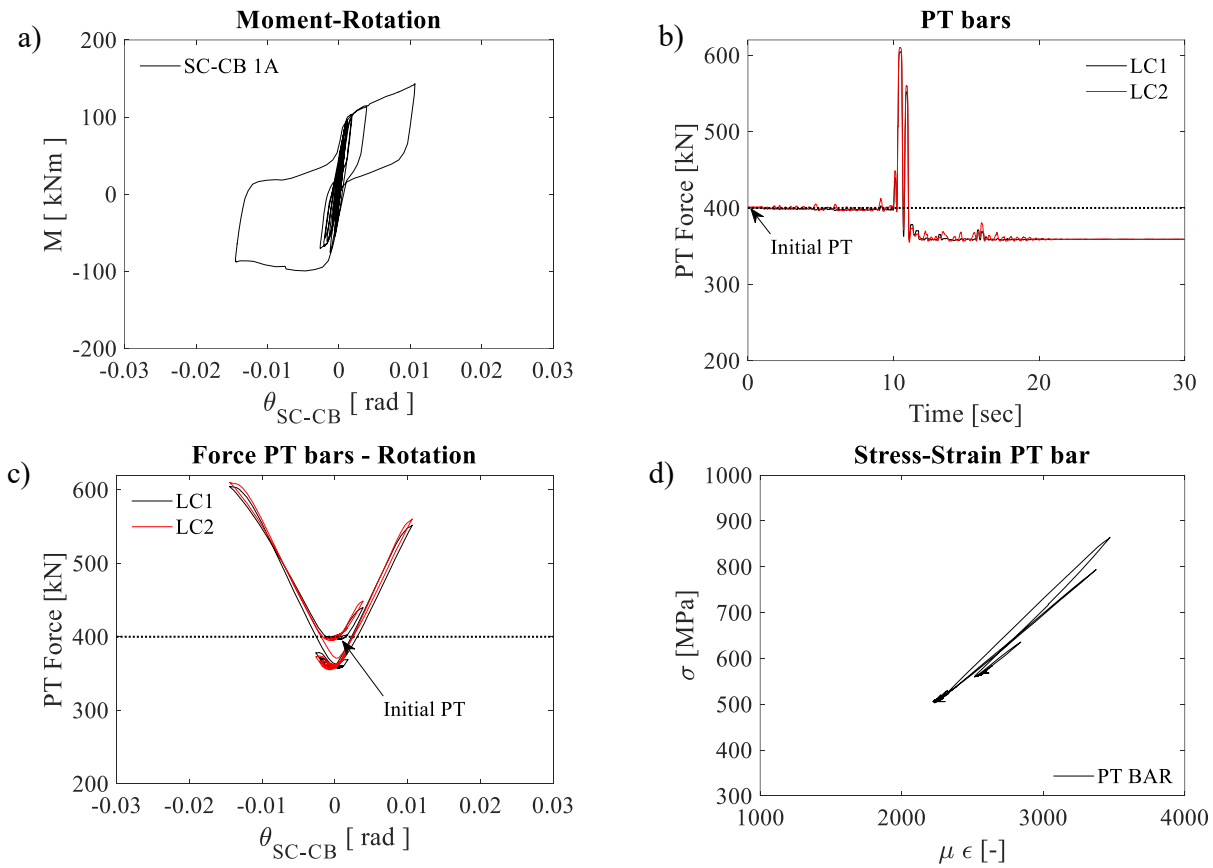 a)
Moment-Rotation
200
100
0
-100
-200
M [ kNm ]
SC-CB 1A
-0.03 -0.02 -0.01 0 0.01 0.02 0.03
θSC-CB [ rad ]
b)
PT bars
600
500
400
300
200
PT Force [kN]
LC1
LC2
Initial PT
0 10 20 30
Time [sec]
c)
Force PT bars - Rotation
600
500
400
300
200
PT Force [kN]
LC1
LC2
Initial PT
-0.03 -0.02 -0.01 0 0.01 0.02 0.03
θSC-CB [ rad ]
d)
Stress-Strain PT bar
1000
900
800
700
600
500
400
300
σ [MPa]
PT BAR
1000 2000 3000 4000
μ ϵ [-]